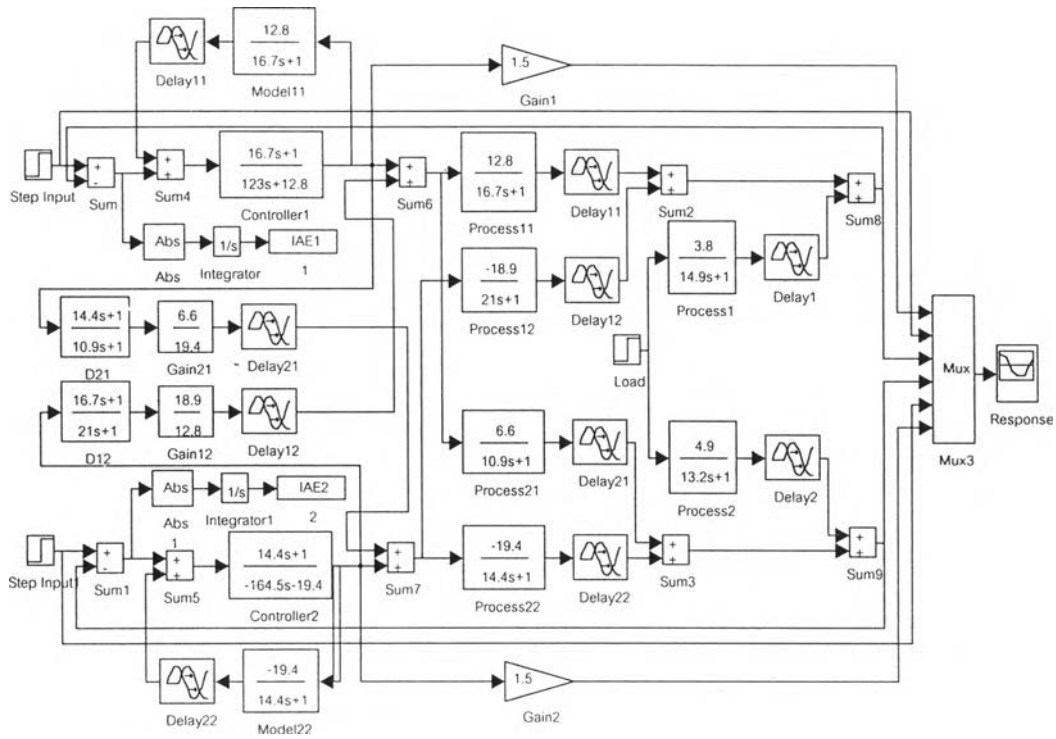 12.8
16.7s+1
Delay11
Model11
1.5
Gain1
+
-
Step Input
Sum
+
+
Sum4
16.7s+1
123s+12.8
Controller1
+
+
Sum6
12.8
16.7s+1
Process11
Delay11
+
+
Sum2
+
+
Sum8
Abs
Abs
1/s
Integrator
IAE1
1
-18.9
21s+1
Process12
Delay12
3.8
14.9s+1
Process1
Delay1
14.4s+1
10.9s+1
D21
6.6
19.4
Gain21
Delay21
Load
Mux
Mux3
Response
16.7s+1
21s+1
D12
18.9
12.8
Gain12
Delay12
6.6
10.9s+1
Process21
Delay21
4.9
13.2s+1
Process2
Delay2
Abs
Abs
1
1/s
Integrator1
IAE2
2
Step Input1
+
-
Sum1
+
+
Sum5
14.4s+1
-164.5s-19.4
Controller2
+
+
Sum7
-19.4
14.4s+1
Process22
Delay22
+
+
Sum3
+
+
Sum9
Delay22
-19.4
14.4s+1
Model22
1.5
Gain2